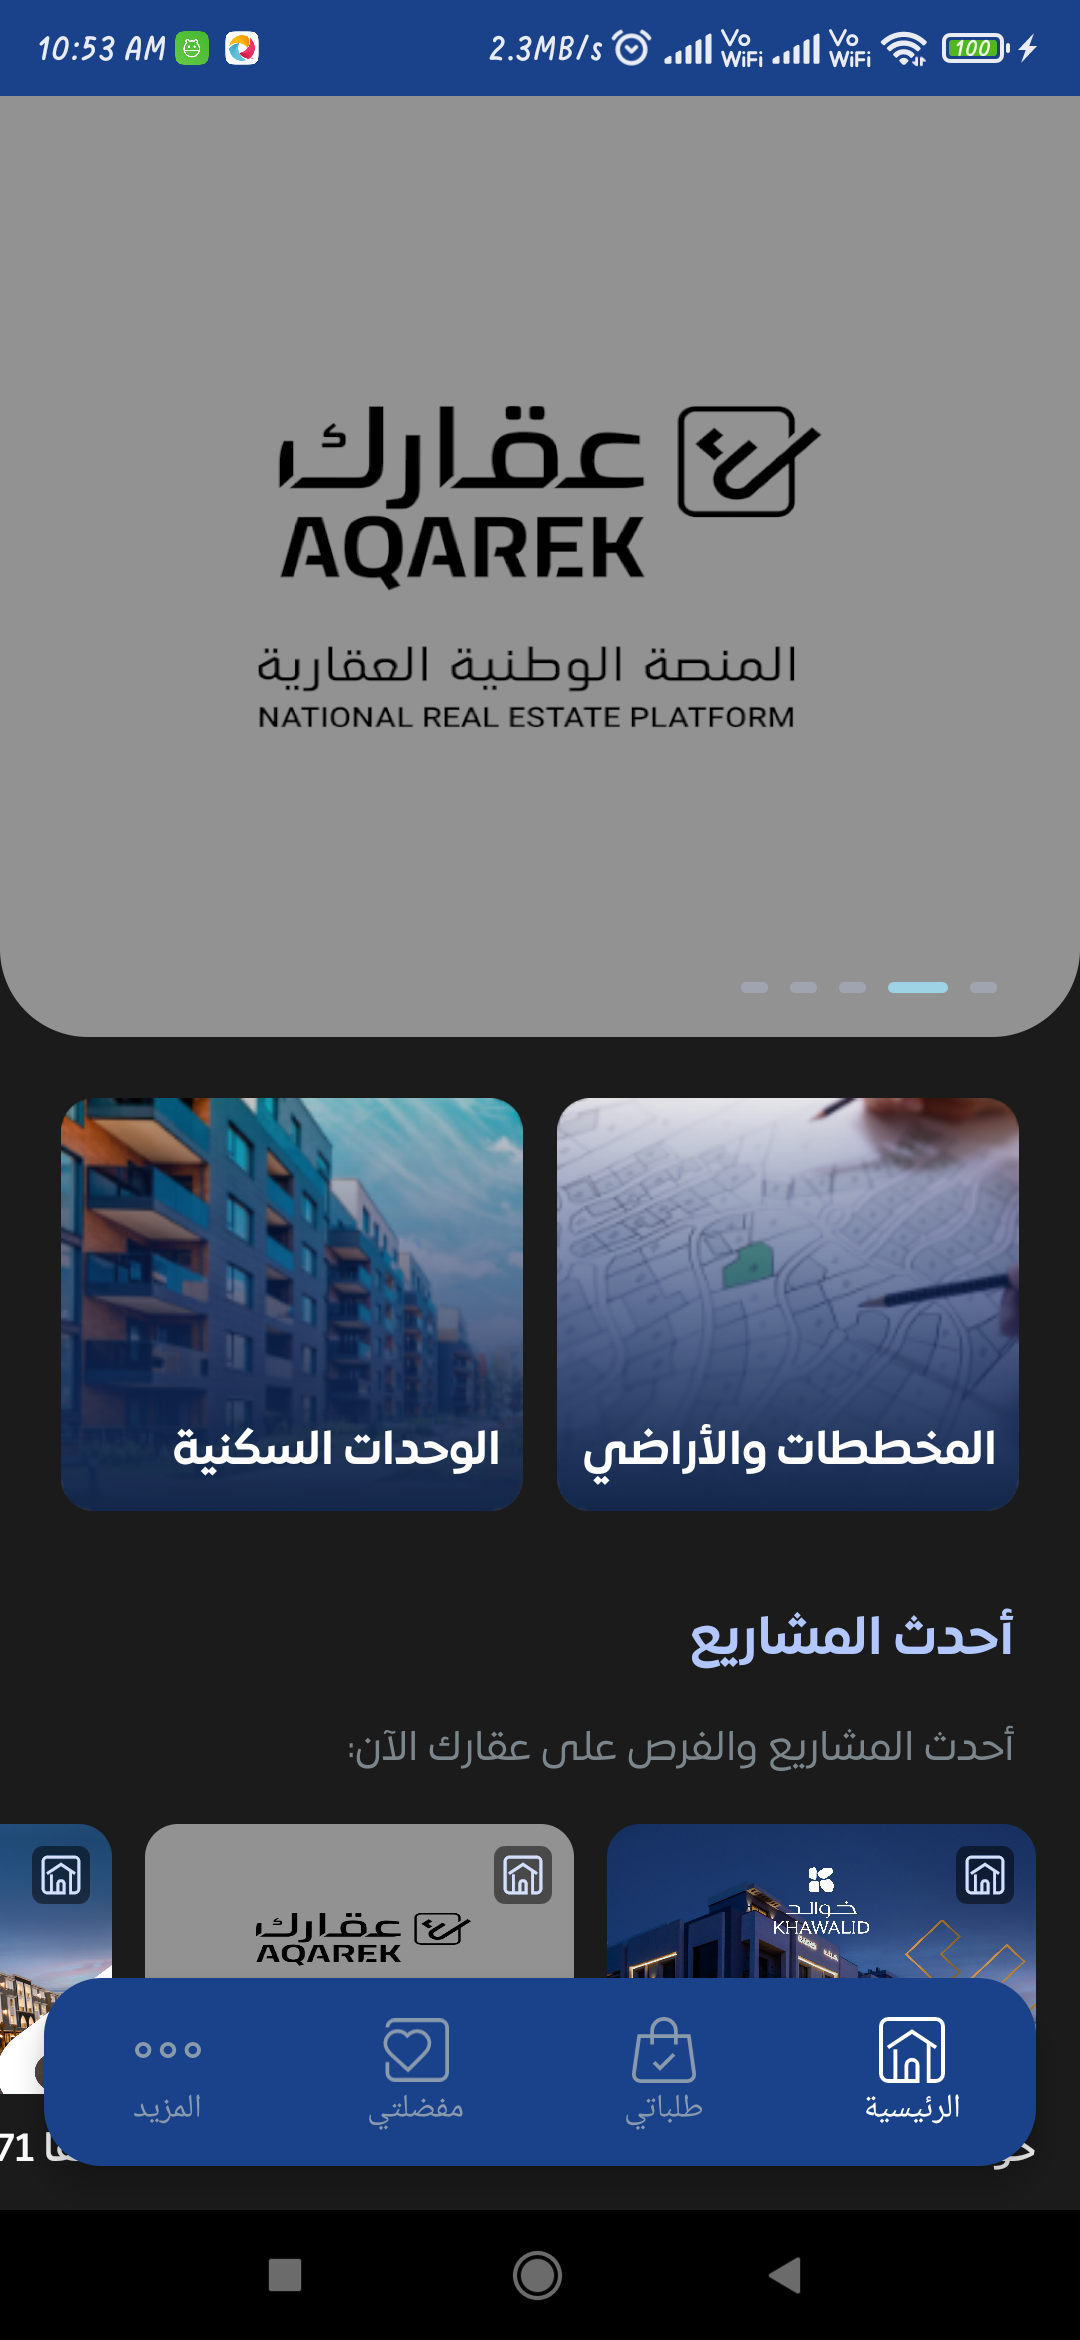 10:53 AM
2.3MB/s
Vo WiFi
Vo WiFi
100
عقارك
AQAREK
المنصة الوطنية العقارية
NATIONAL REAL ESTATE PLATFORM
المخططات والأراضي
الوحدات السكنية
أحدث المشاريع
أحدث المشاريع والفرص على عقارك الآن:
خوالد
KHAWALID
عقارك
AQAREK
71
الرئيسية
طلباتي
مفضلتي
المزيد